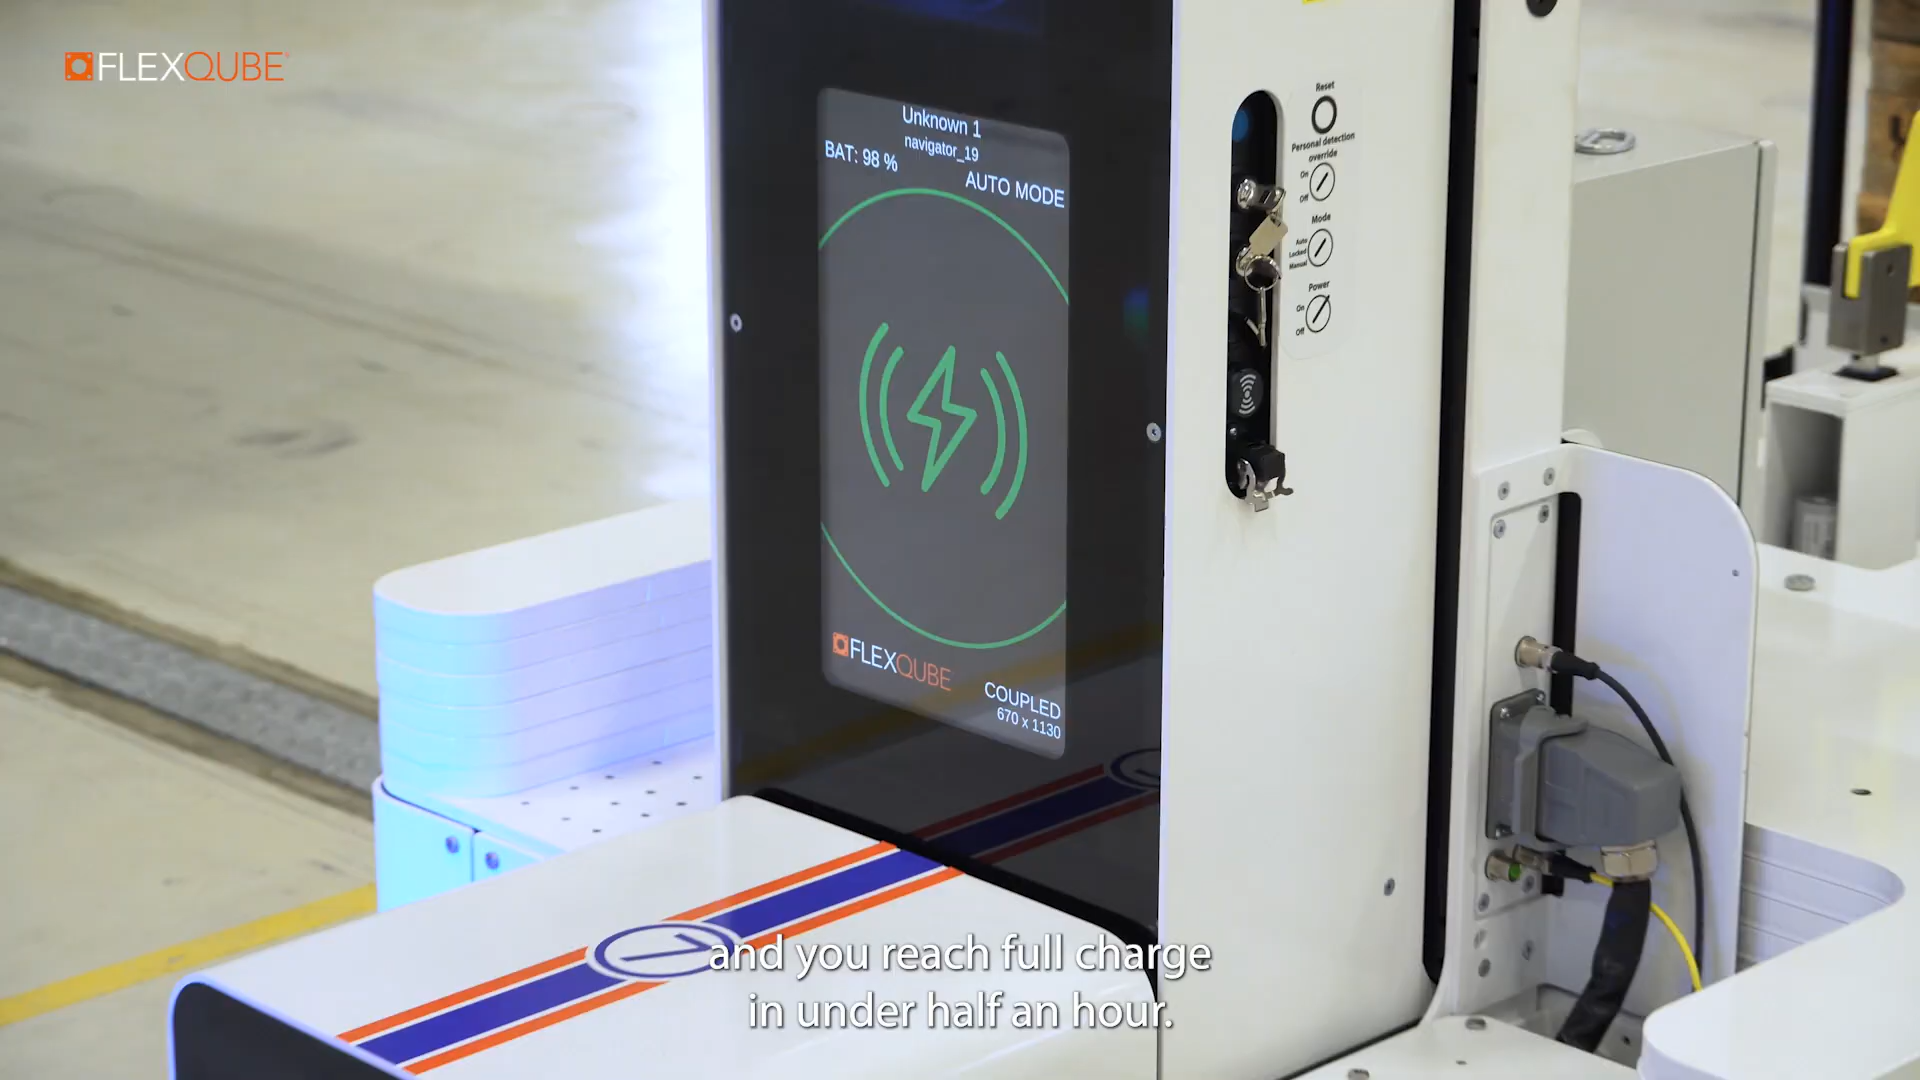 FLEXQUBE
Unknown 1
navigator_19
BAT: 98 %
AUTO MODE
FLEXQUBE
COUPLED
670 x 1130
Reset
Personal detection
override
On
Off
Mode
Auto
Locked
Manual
Power
On
Off
and you reach full charge
in under half an hour.